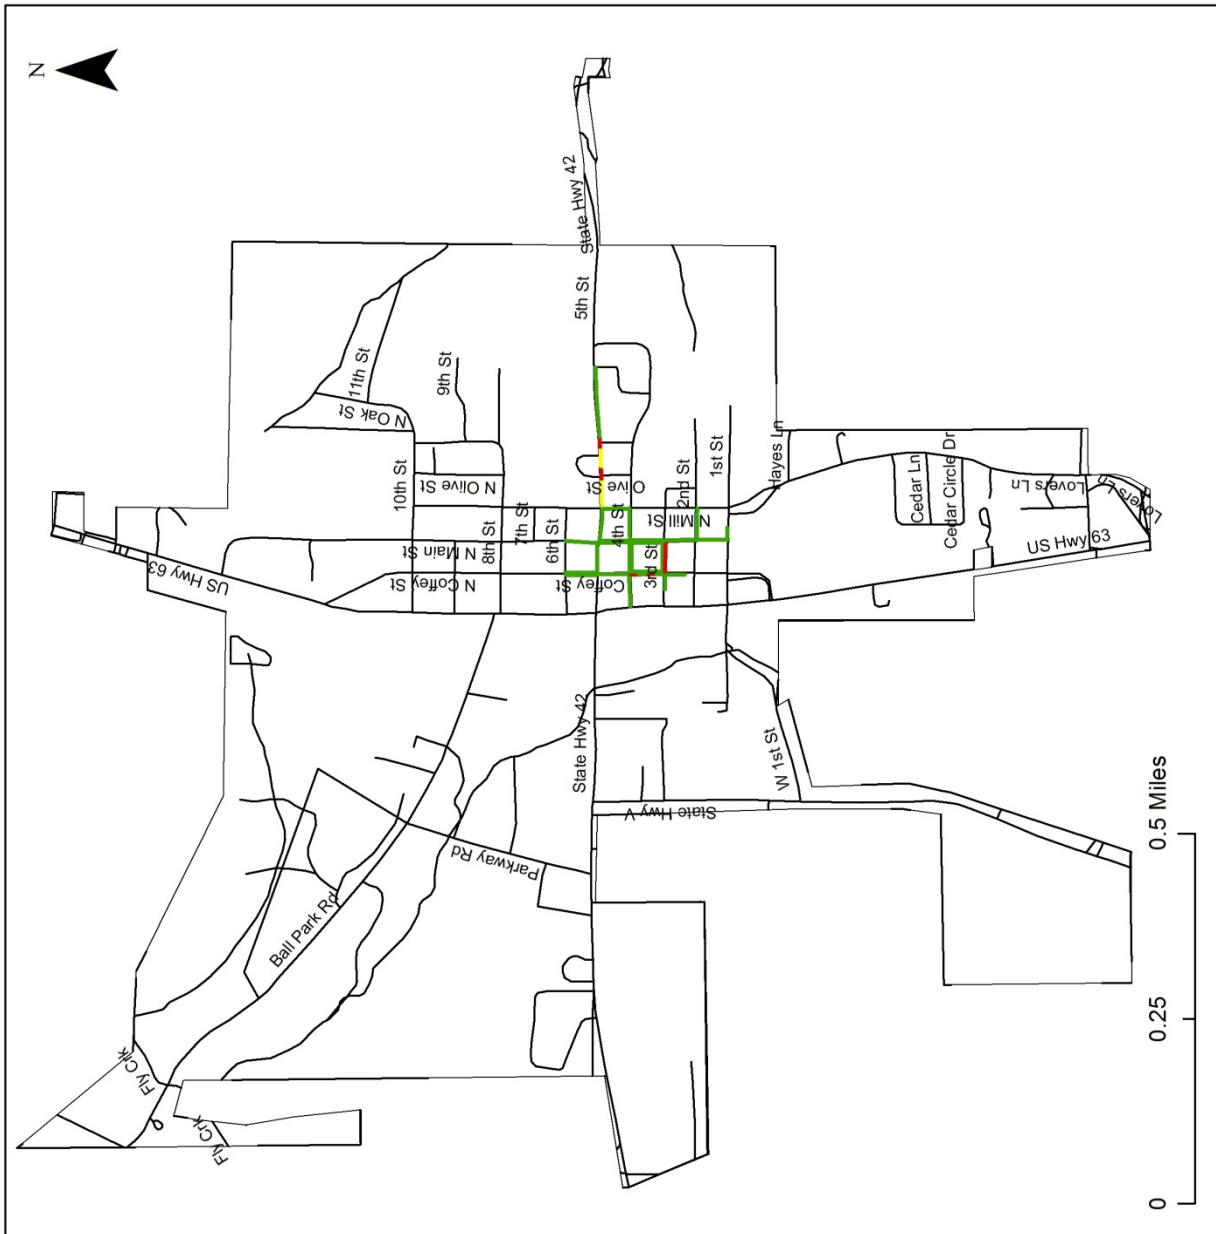 N
State Hwy 42
5th St
11th St
N Oak St
9th St
10th St
N Olive St
Olive St
2nd St
1st St
Hayes Ln
Cedar Ln
Cedar Circle Dr
Lovers Ln
Lovers Ln
7th St
4th St
N Mill St
8th St
6th St
N Main St
3rd St
US Hwy 63
US Hwy 63
N Coffey St
Coffey St
State Hwy 42
W 1st St
State Hwy V
Parkway Rd
Ball Park Rd
Fly Crk
Fly Crk
0
0.25
0.5 Miles